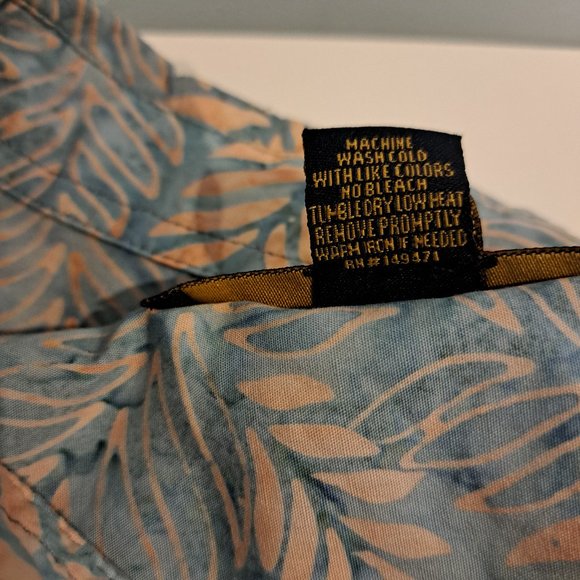 MACHINE
WASH COLD
WITH LIKE COLORS
NO BLEACH
TUMBLE DRY LOW HEAT
REMOVE PROMPTLY
WARM IRON IF NEEDED
RN# 149471